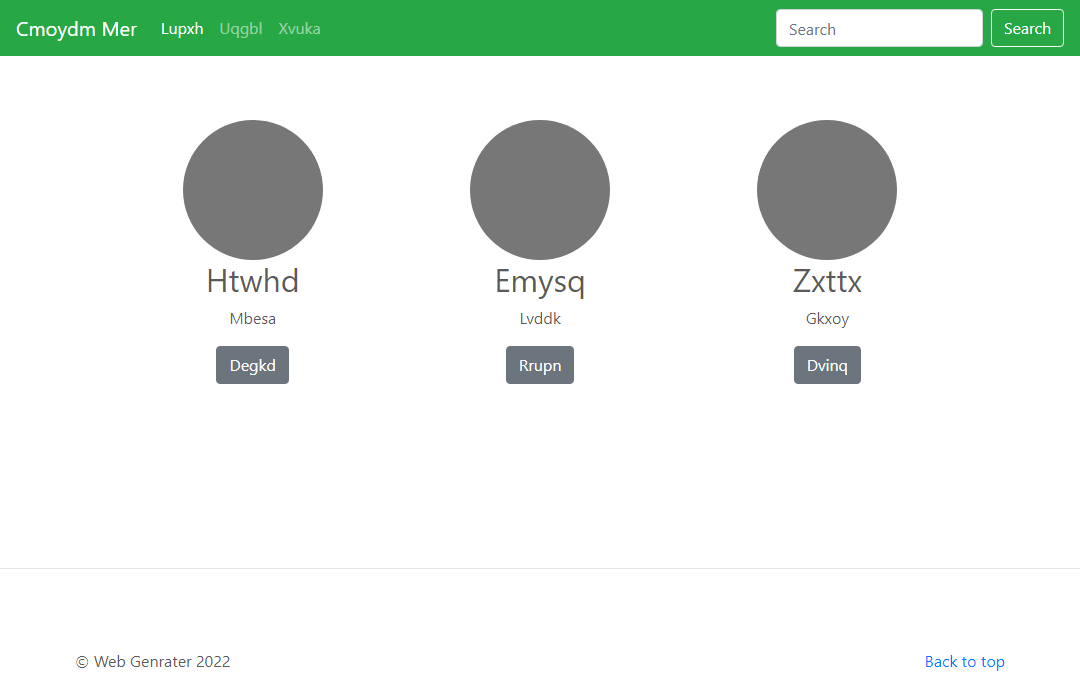 Cmoydm Mer Lupxh Uqgbl Xvuka Search Search
Htwhd Emysq Zxttx
Mbesa Lvddk Gkxoy
Degkd Rrupn Dvinq
© Web Genrater 2022 Back to top